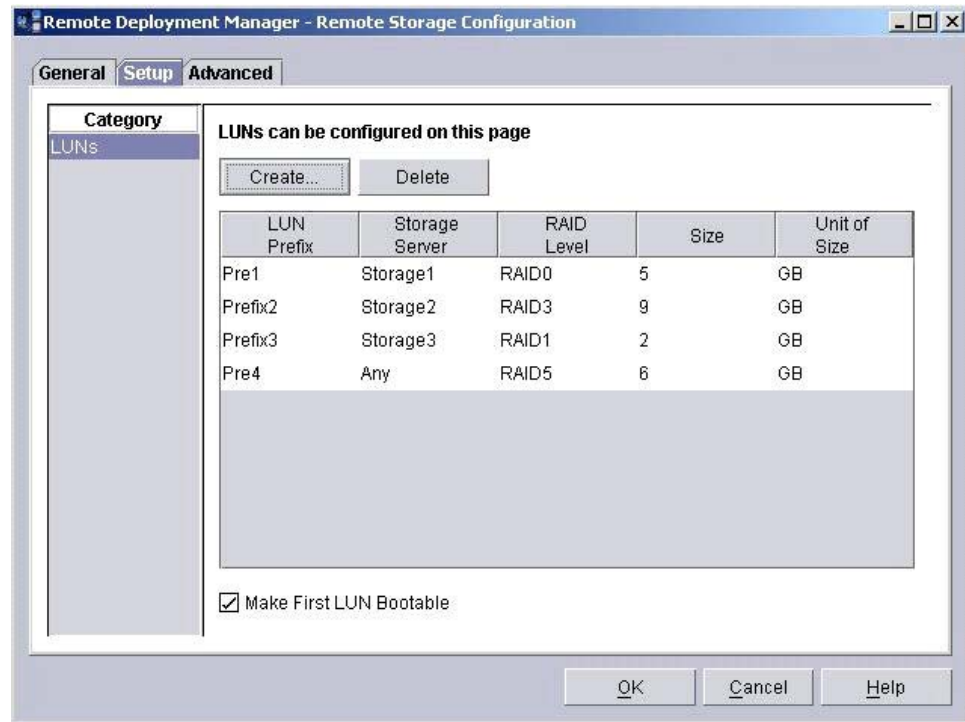 Remote Deployment Manager - Remote Storage Configuration
General Setup Advanced
Category
LUNs
LUNs can be configured on this page
Create... Delete
LUN Prefix Storage Server RAID Level Size Unit of Size
Pre1 Storage1 RAID0 5 GB
Prefix2 Storage2 RAID3 9 GB
Prefix3 Storage3 RAID1 2 GB
Pre4 Any RAID5 6 GB
Make First LUN Bootable
OK Cancel Help